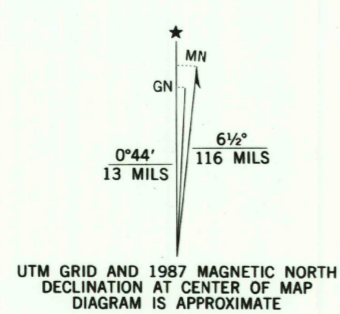 MN
GN
0°44'
13 MILS
6½°
116 MILS
UTM GRID AND 1987 MAGNETIC NORTH
DECLINATION AT CENTER OF MAP
DIAGRAM IS APPROXIMATE